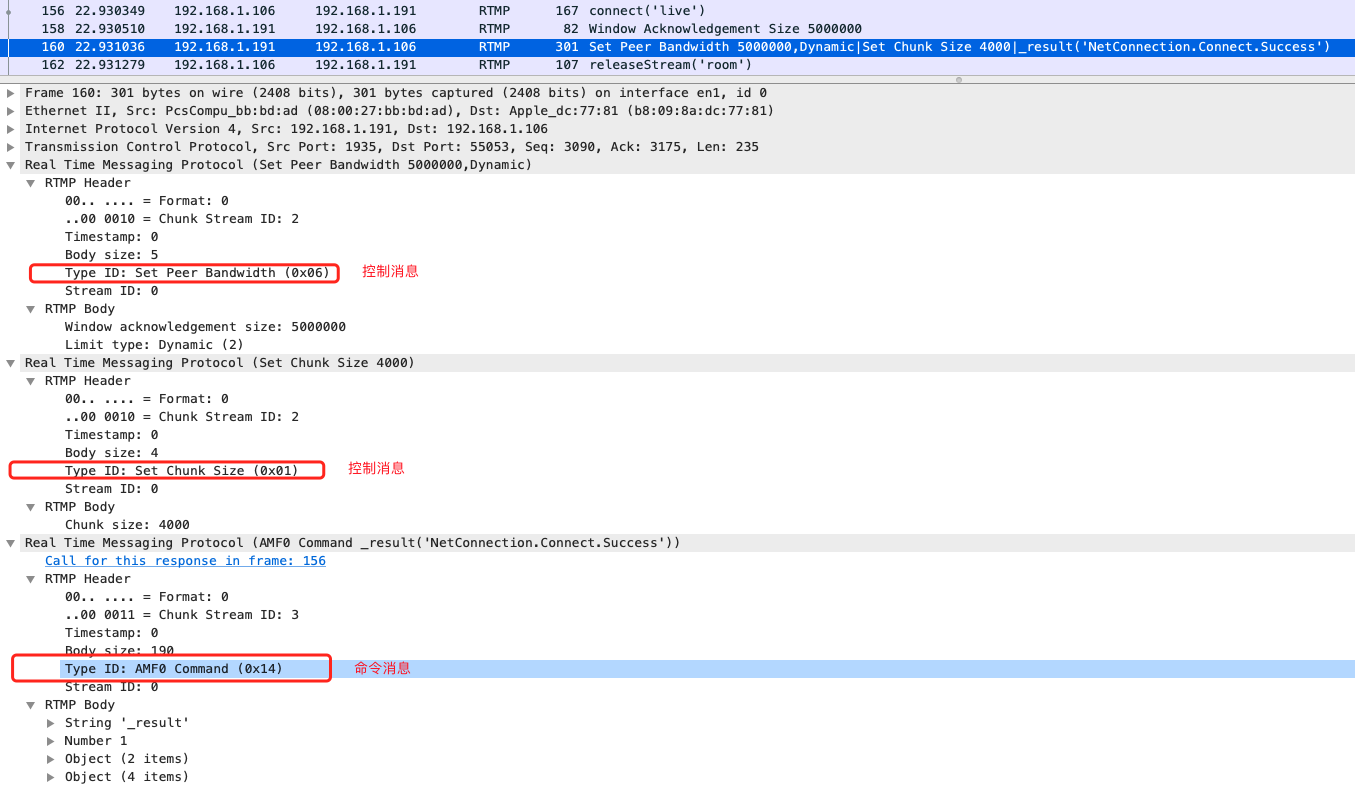 156 22.930349 192.168.1.106 192.168.1.191 RTMP 167 connect('live')
158 22.930510 192.168.1.191 192.168.1.106 RTMP 82 Window Acknowledgement Size 5000000
160 22.931036 192.168.1.191 192.168.1.106 RTMP 301 Set Peer Bandwidth 5000000,Dynamic|Set Chunk Size 4000|_result('NetConnection.Connect.Success')
162 22.931279 192.168.1.106 192.168.1.191 RTMP 107 releaseStream('room')
Frame 160: 301 bytes on wire (2408 bits), 301 bytes captured (2408 bits) on interface en1, id 0
Ethernet II, Src: PcsCompu_bb:bd:ad (08:00:27:bb:bd:ad), Dst: Apple_dc:77:81 (b8:09:8a:dc:77:81)
Internet Protocol Version 4, Src: 192.168.1.191, Dst: 192.168.1.106
Transmission Control Protocol, Src Port: 1935, Dst Port: 55053, Seq: 3090, Ack: 3175, Len: 235
Real Time Messaging Protocol (Set Peer Bandwidth 5000000,Dynamic)
RTMP Header
00.. .... = Format: 0
..00 0010 = Chunk Stream ID: 2
Timestamp: 0
Body size: 5
Type ID: Set Peer Bandwidth (0x06) 控制消息
Stream ID: 0
RTMP Body
Window acknowledgement size: 5000000
Limit type: Dynamic (2)
Real Time Messaging Protocol (Set Chunk Size 4000)
RTMP Header
00.. .... = Format: 0
..00 0010 = Chunk Stream ID: 2
Timestamp: 0
Body size: 4
Type ID: Set Chunk Size (0x01) 控制消息
Stream ID: 0
RTMP Body
Chunk size: 4000
Real Time Messaging Protocol (AMF0 Command _result('NetConnection.Connect.Success'))
Call for this response in frame: 156
RTMP Header
00.. .... = Format: 0
..00 0011 = Chunk Stream ID: 3
Timestamp: 0
Body size: 190
Type ID: AMF0 Command (0x14) 命令消息
Stream ID: 0
RTMP Body
String '_result'
Number 1
Object (2 items)
Object (4 items)